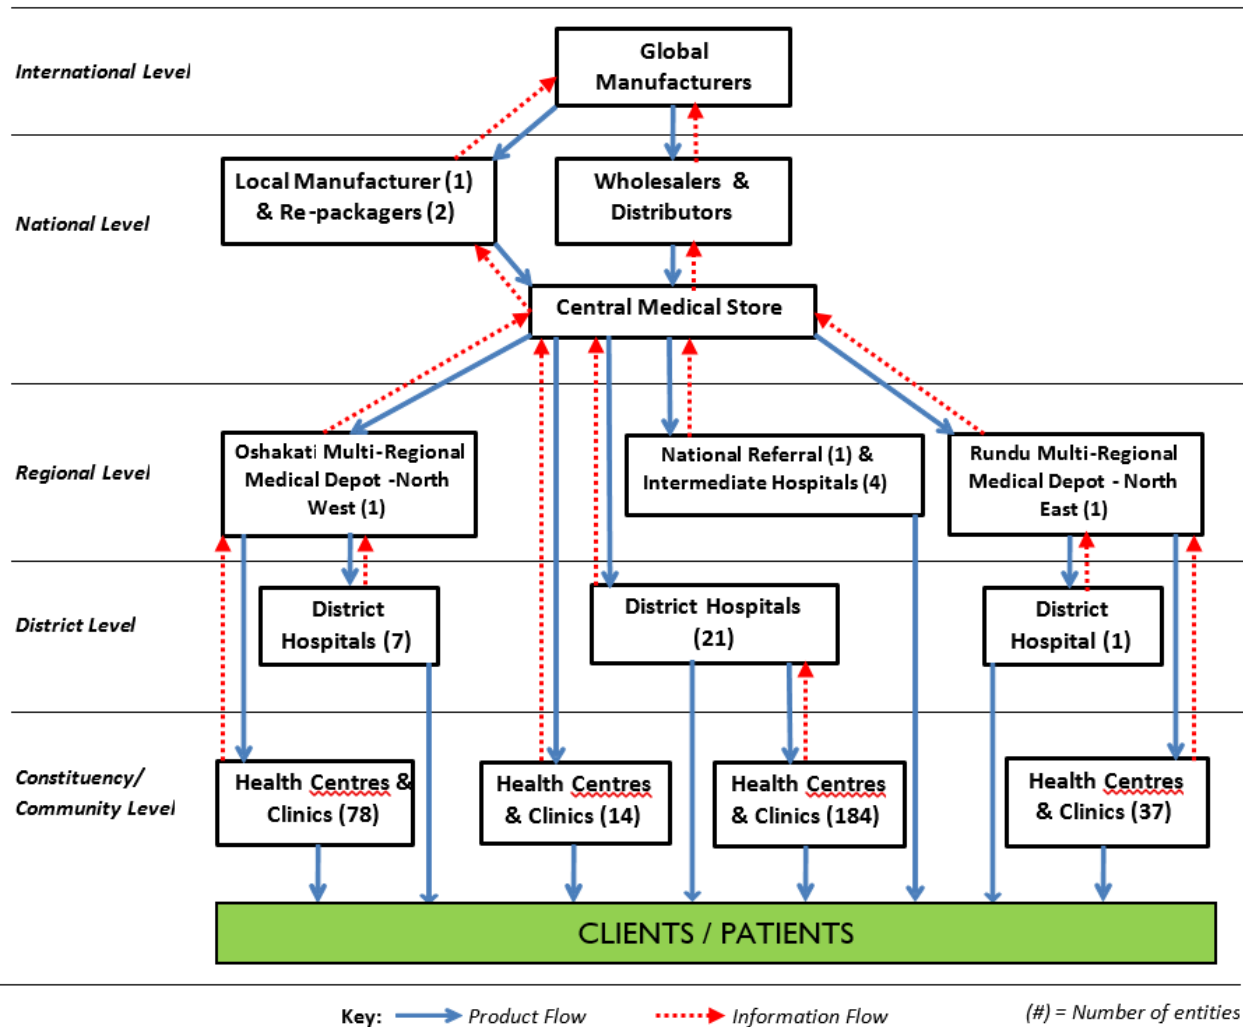 International Level
Global
Manufacturers
National Level
Local Manufacturer (1)
& Re-packagers (2)
Wholesalers &
Distributors
Central Medical Store
Regional Level
Oshakati Multi-Regional
Medical Depot -North
West (1)
National Referral (1) &
Intermediate Hospitals (4)
Rundu Multi-Regional
Medical Depot - North
East (1)
District Level
District
Hospitals (7)
District Hospitals
(21)
District
Hospital (1)
Constituency/
Community Level
Health Centres &
Clinics (78)
Health Centres
& Clinics (14)
Health Centres
& Clinics (184)
Health Centres
& Clinics (37)
CLIENTS / PATIENTS
Key: Product Flow Information Flow (#) = Number of entities